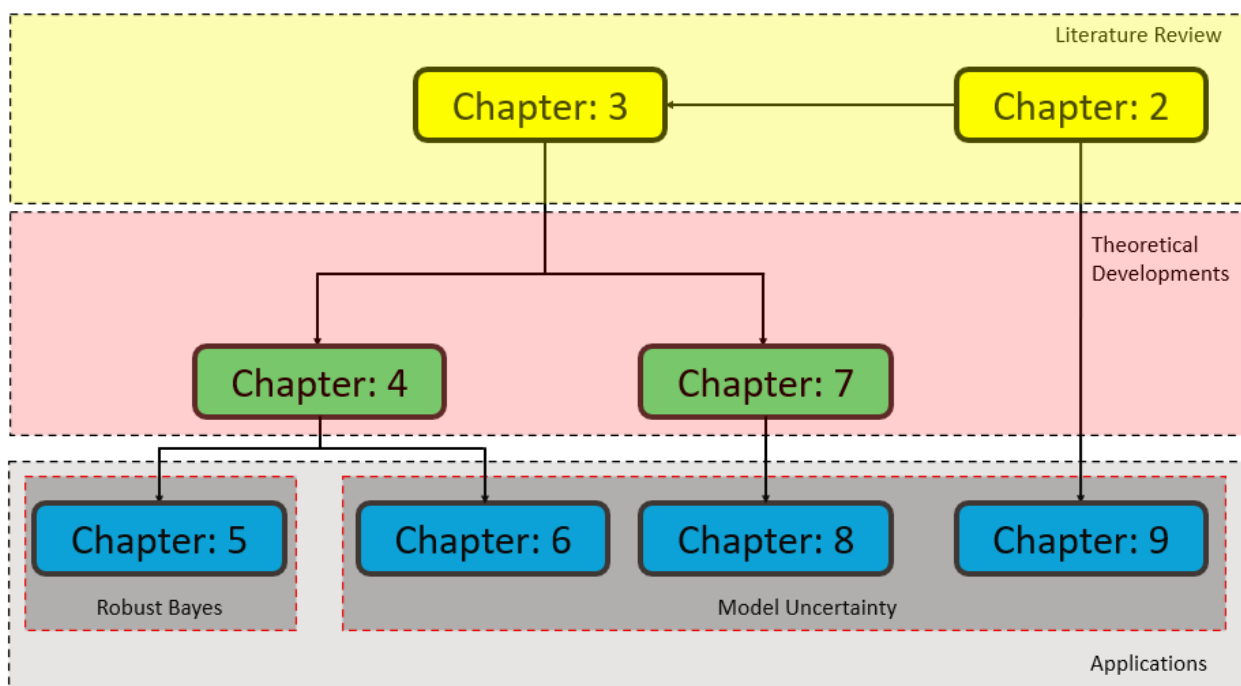 Literature Review
Chapter: 3
Chapter: 2
Theoretical
Developments
Chapter: 4
Chapter: 7
Chapter: 5
Chapter: 6
Chapter: 8
Chapter: 9
Robust Bayes
Model Uncertainty
Applications